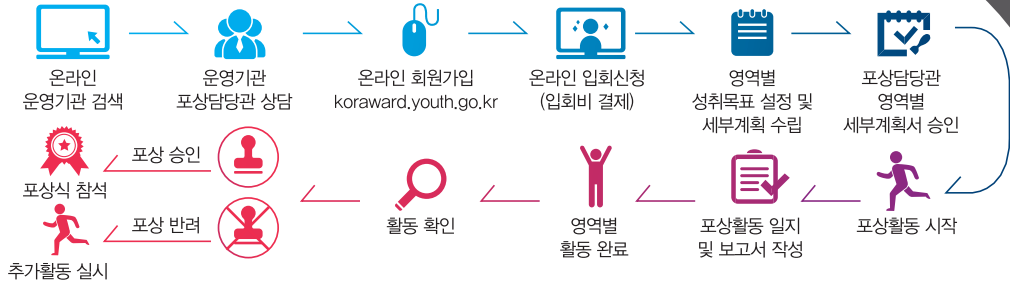 온라인
운영기관 검색
운영기관
포상담당관 상담
온라인 회원가입
koraward.youth.go.kr
온라인 입회신청
(입회비 결제)
영역별
성취목표 설정 및
세부계획 수립
포상담당관
영역별
세부계획서 승인
포상활동 시작
포상활동 일지
및 보고서 작성
영역별
활동 완료
활동 확인
포상 승인
포상식 참석
포상 반려
추가활동 실시